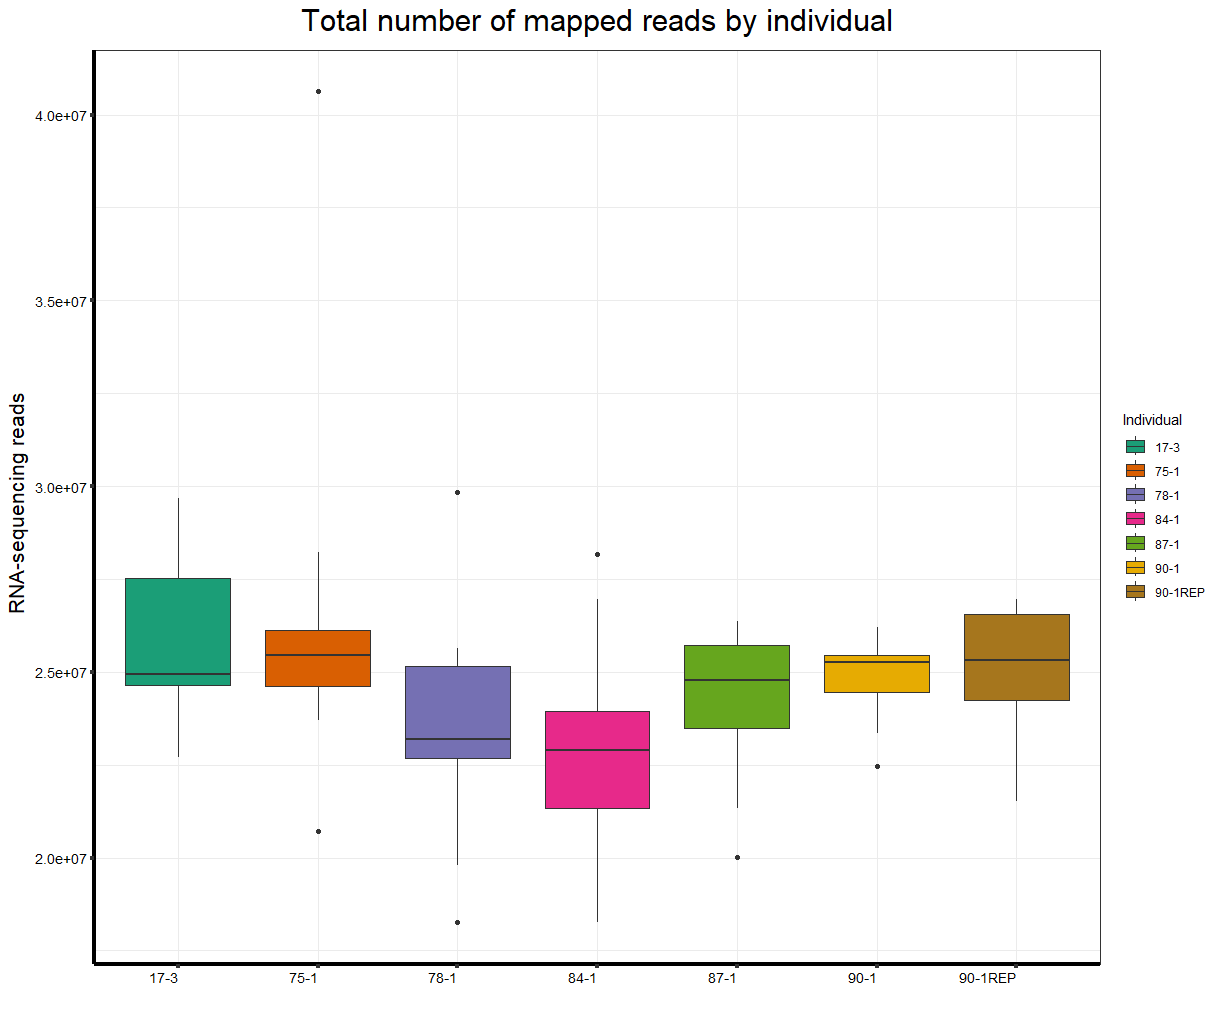 Total number of mapped reads by individual
RNA-sequencing reads
4.0e+07
3.5e+07
3.0e+07
2.5e+07
2.0e+07
17-3
75-1
78-1
84-1
87-1
90-1
90-1REP
Individual
17-3
75-1
78-1
84-1
87-1
90-1
90-1REP